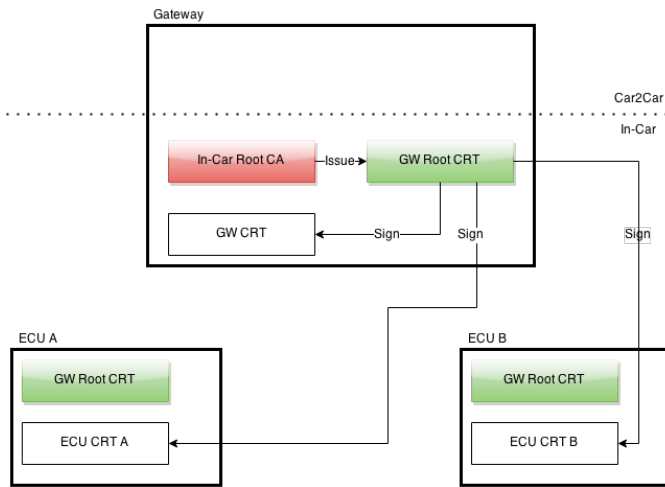 Gateway
Car2Car
In-Car
In-Car Root CA
Issue
GW Root CRT
GW CRT
Sign
Sign
Sign
ECU A
ECU B
GW Root CRT
GW Root CRT
ECU CRT A
ECU CRT B